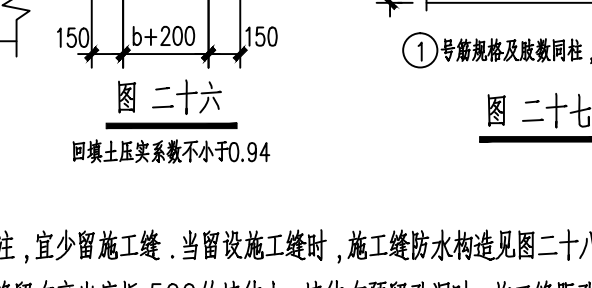 150 b+200 150
①号筋规格及肢数同柱,
图 二十六
图 二十七
回填土压实系数不小于0.94
注,宜少留施工缝.当留设施工缝时,施工缝防水构造见图二十八